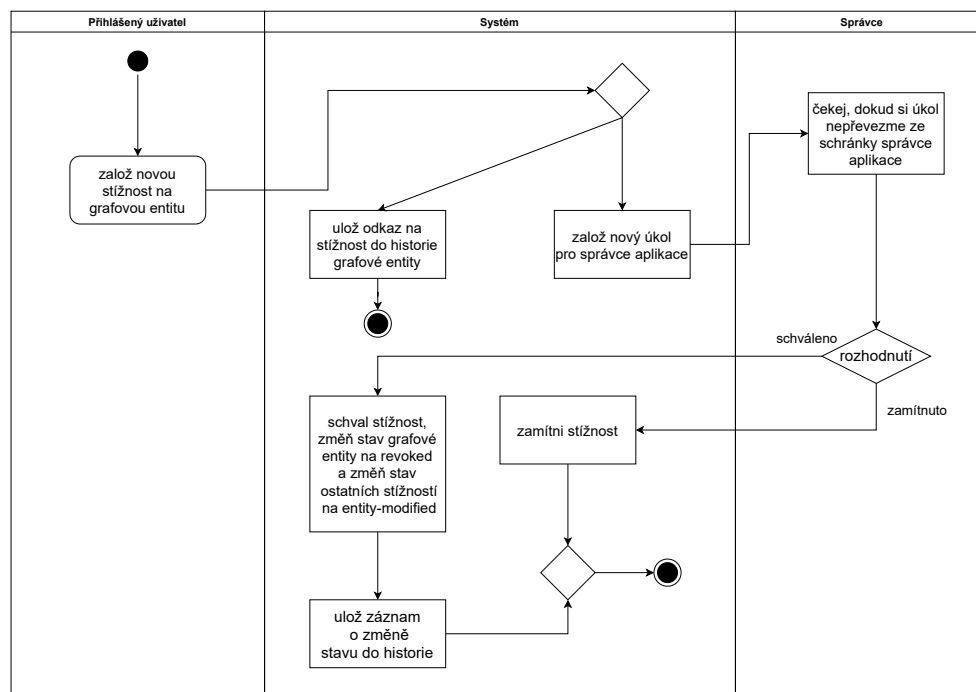 Přihlášený uživatel
Systém
Správce
založ novou
stížnost na
grafovou entitu
ulož odkaz na
stížnost do historie
grafové entity
založ nový úkol
pro správce aplikace
čekej, dokud si úkol
nepřevezme ze
schránky správce
aplikace
schváleno
rozhodnutí
zamítnuto
schval stížnost,
změň stav grafové
entity na revoked
a změň stav
ostatních stížností
na entity-modified
zamítni stížnost
ulož záznam
o změně
stavu do historie